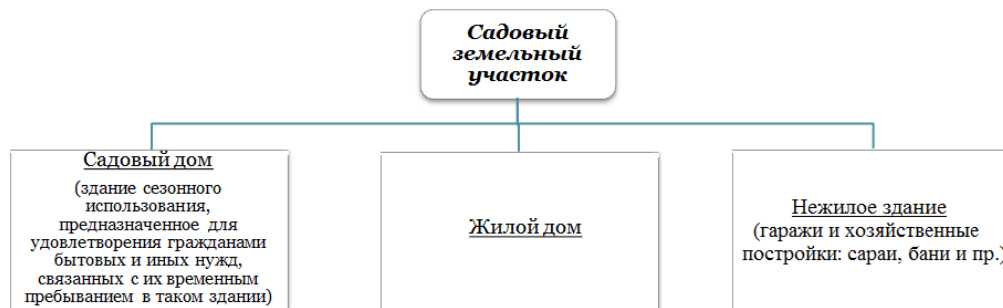 Садовый
земельный
участок
Садовый дом
(здание сезонного
использования,
предназначенное для
удовлетворения гражданами
бытовых и иных нужд,
связанных с их временным
пребыванием в таком здании)
Жилой дом
Нежилое здание
(гаражи и хозяйственные
постройки: сараи, бани и пр.)